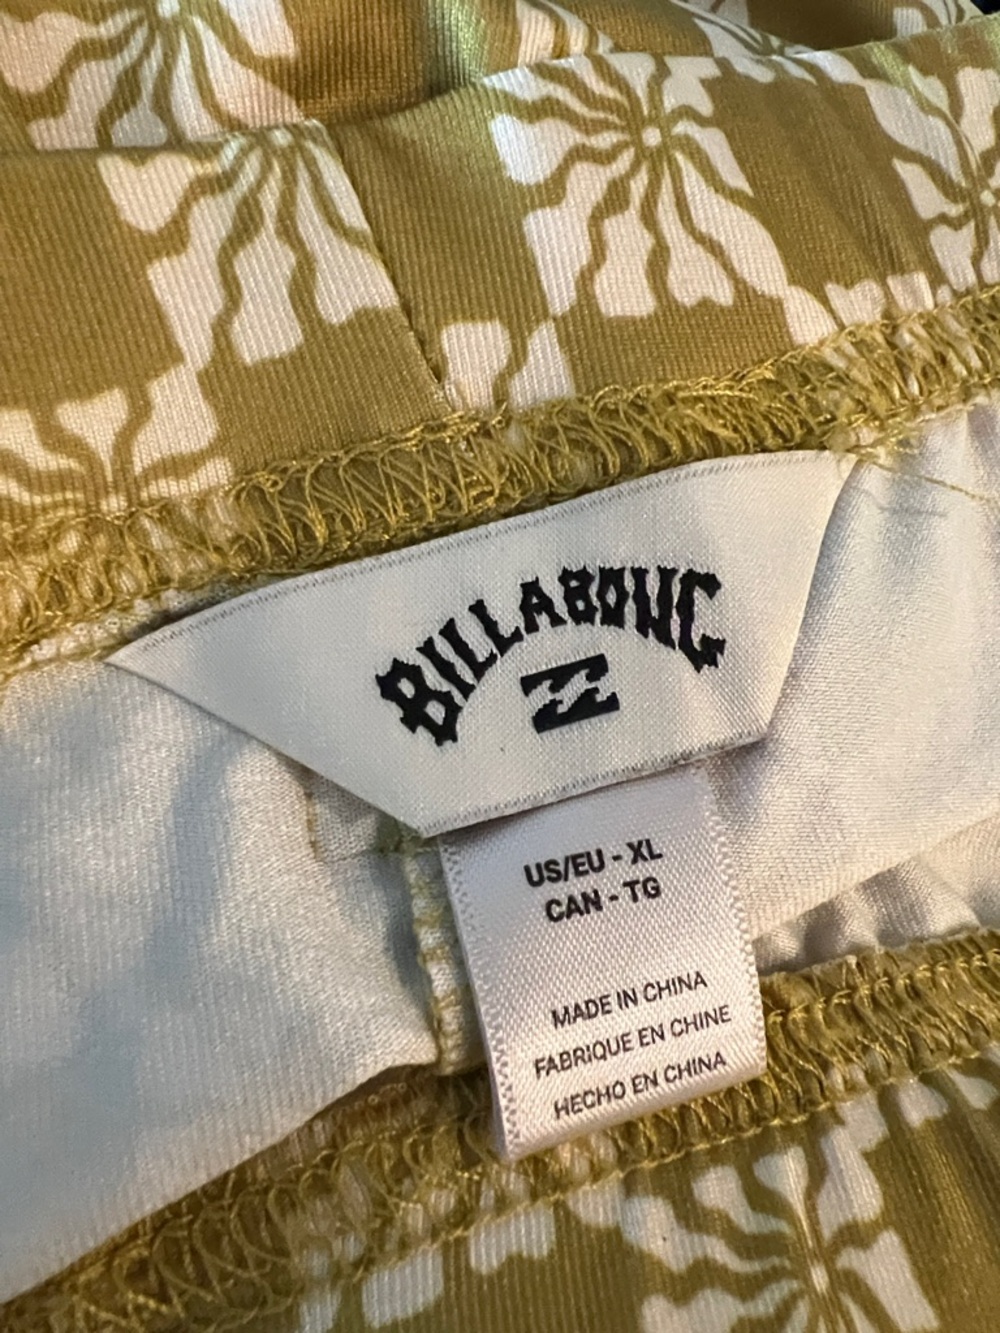 BILLABONG
US/EU - XL
CAN - TG
MADE IN CHINA
FABRIQUE EN CHINE
HECHO EN CHINA